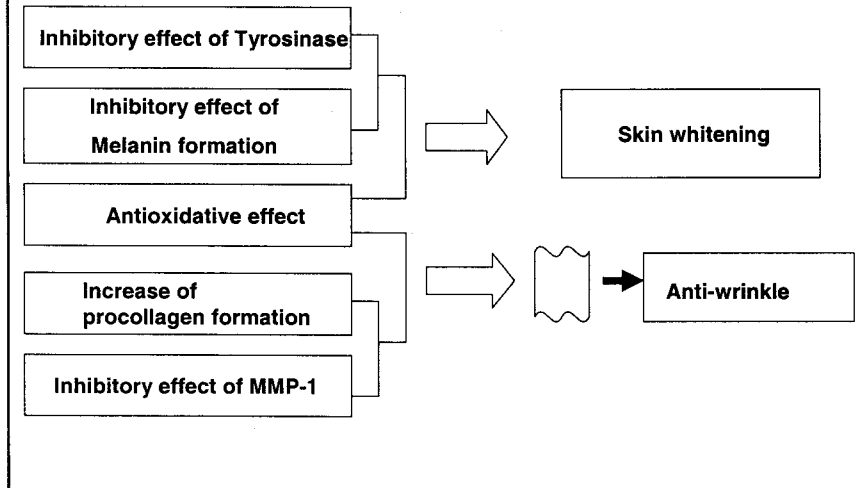 Inhibitory effect of Tyrosinase
Inhibitory effect of
Melanin formation
Skin whitening
Antioxidative effect
Increase of
procollagen formation
Anti-wrinkle
Inhibitory effect of MMP-1